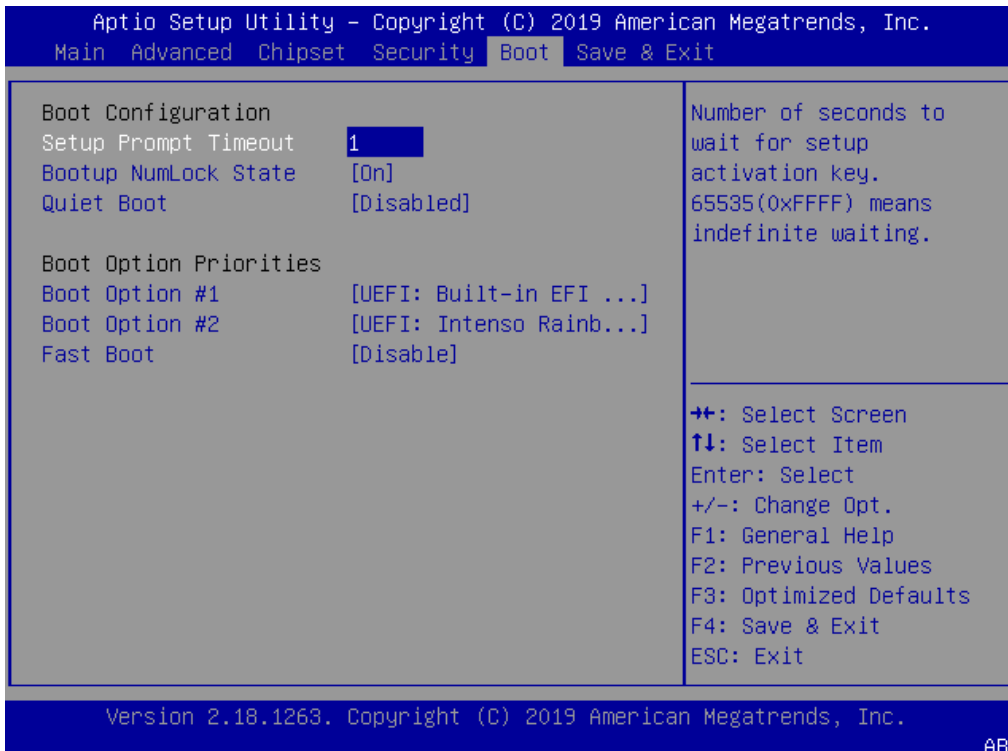 Aptio Setup Utility – Copyright (C) 2019 American Megatrends, Inc.
Main Advanced Chipset Security Boot Save & Exit
Boot Configuration
Setup Prompt Timeout 1
Bootup NumLock State [On]
Quiet Boot [Disabled]
Boot Option Priorities
Boot Option #1 [UEFI: Built-in EFI ...]
Boot Option #2 [UEFI: Intenso Rainb...]
Fast Boot [Disable]
Number of seconds to
wait for setup
activation key.
65535(0xFFFF) means
indefinite waiting.
→←: Select Screen
↑↓: Select Item
Enter: Select
+/-: Change Opt.
F1: General Help
F2: Previous Values
F3: Optimized Defaults
F4: Save & Exit
ESC: Exit
Version 2.18.1263. Copyright (C) 2019 American Megatrends, Inc.